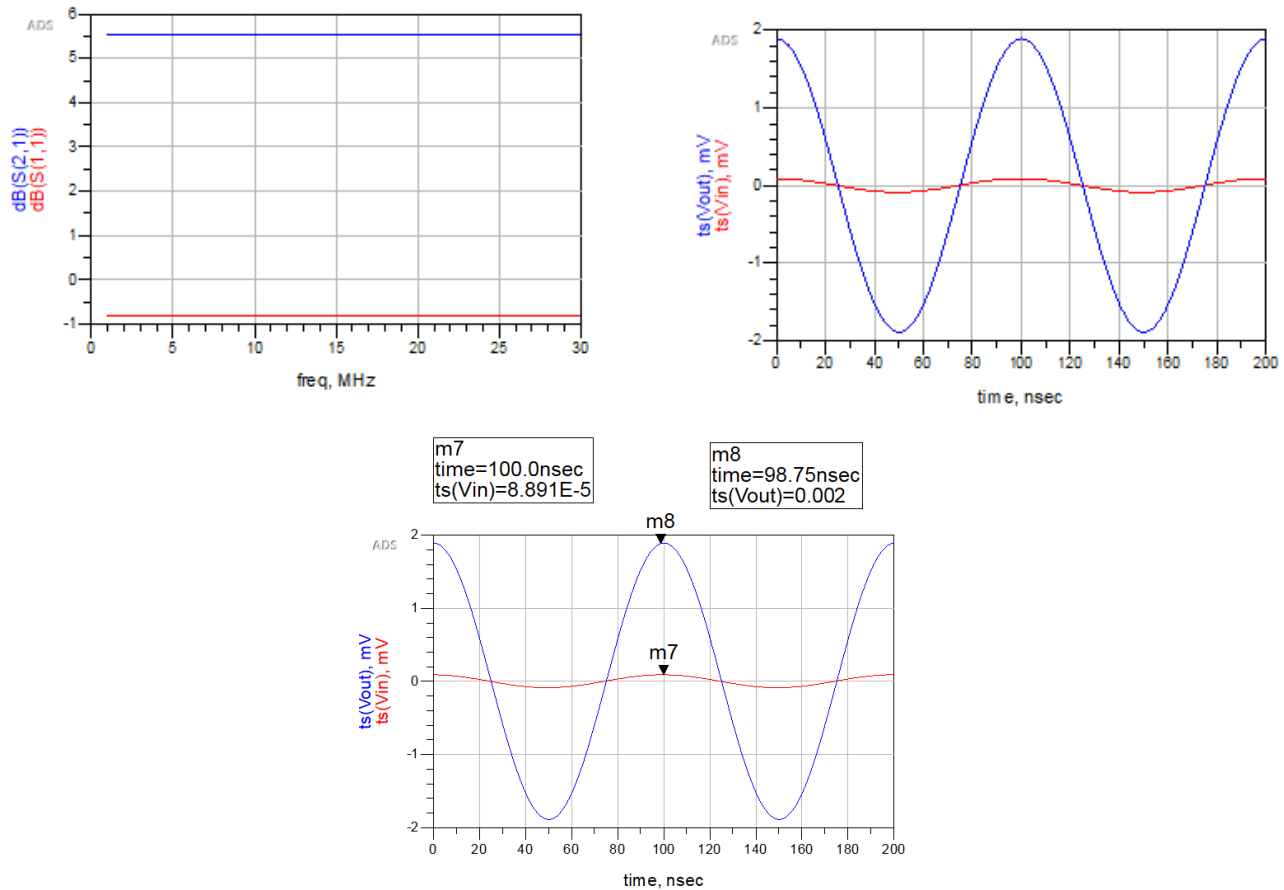 ADS
6
5
4
3
2
1
0
-1
0 5 10 15 20 25 30
freq, MHz
dB(S(2,1))
dB(S(1,1))
ADS
2
1
0
-1
-2
0 20 40 60 80 100 120 140 160 180 200
time, nsec
ts(Vout), mV
ts(Vin), mV
m7
time=100.0nsec
ts(Vin)=8.891E-5
m8
time=98.75nsec
ts(Vout)=0.002
ADS
m8
m7
2
1
0
-1
-2
0 20 40 60 80 100 120 140 160 180 200
time, nsec
ts(Vout), mV
ts(Vin), mV